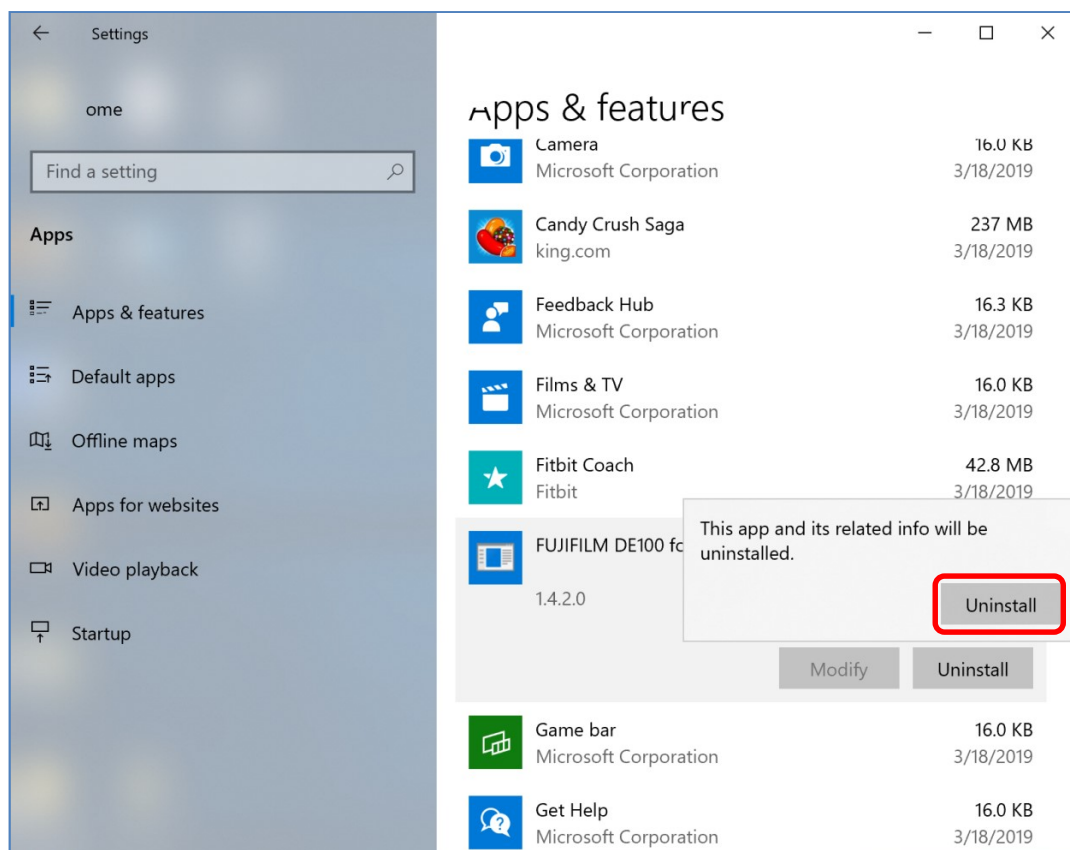 Settings
ome
Find a setting
Apps
Apps & features
Default apps
Offline maps
Apps for websites
Video playback
Startup
Apps & features
Camera 16.0 KB
Microsoft Corporation 3/18/2019
Candy Crush Saga 237 MB
king.com 3/18/2019
Feedback Hub 16.3 KB
Microsoft Corporation 3/18/2019
Films & TV 16.0 KB
Microsoft Corporation 3/18/2019
Fitbit Coach 42.8 MB
Fitbit 3/18/2019
FUJIFILM DE100 fo
1.4.2.0
This app and its related info will be
uninstalled.
Uninstall
Modify Uninstall
Game bar 16.0 KB
Microsoft Corporation 3/18/2019
Get Help 16.0 KB
Microsoft Corporation 3/18/2019